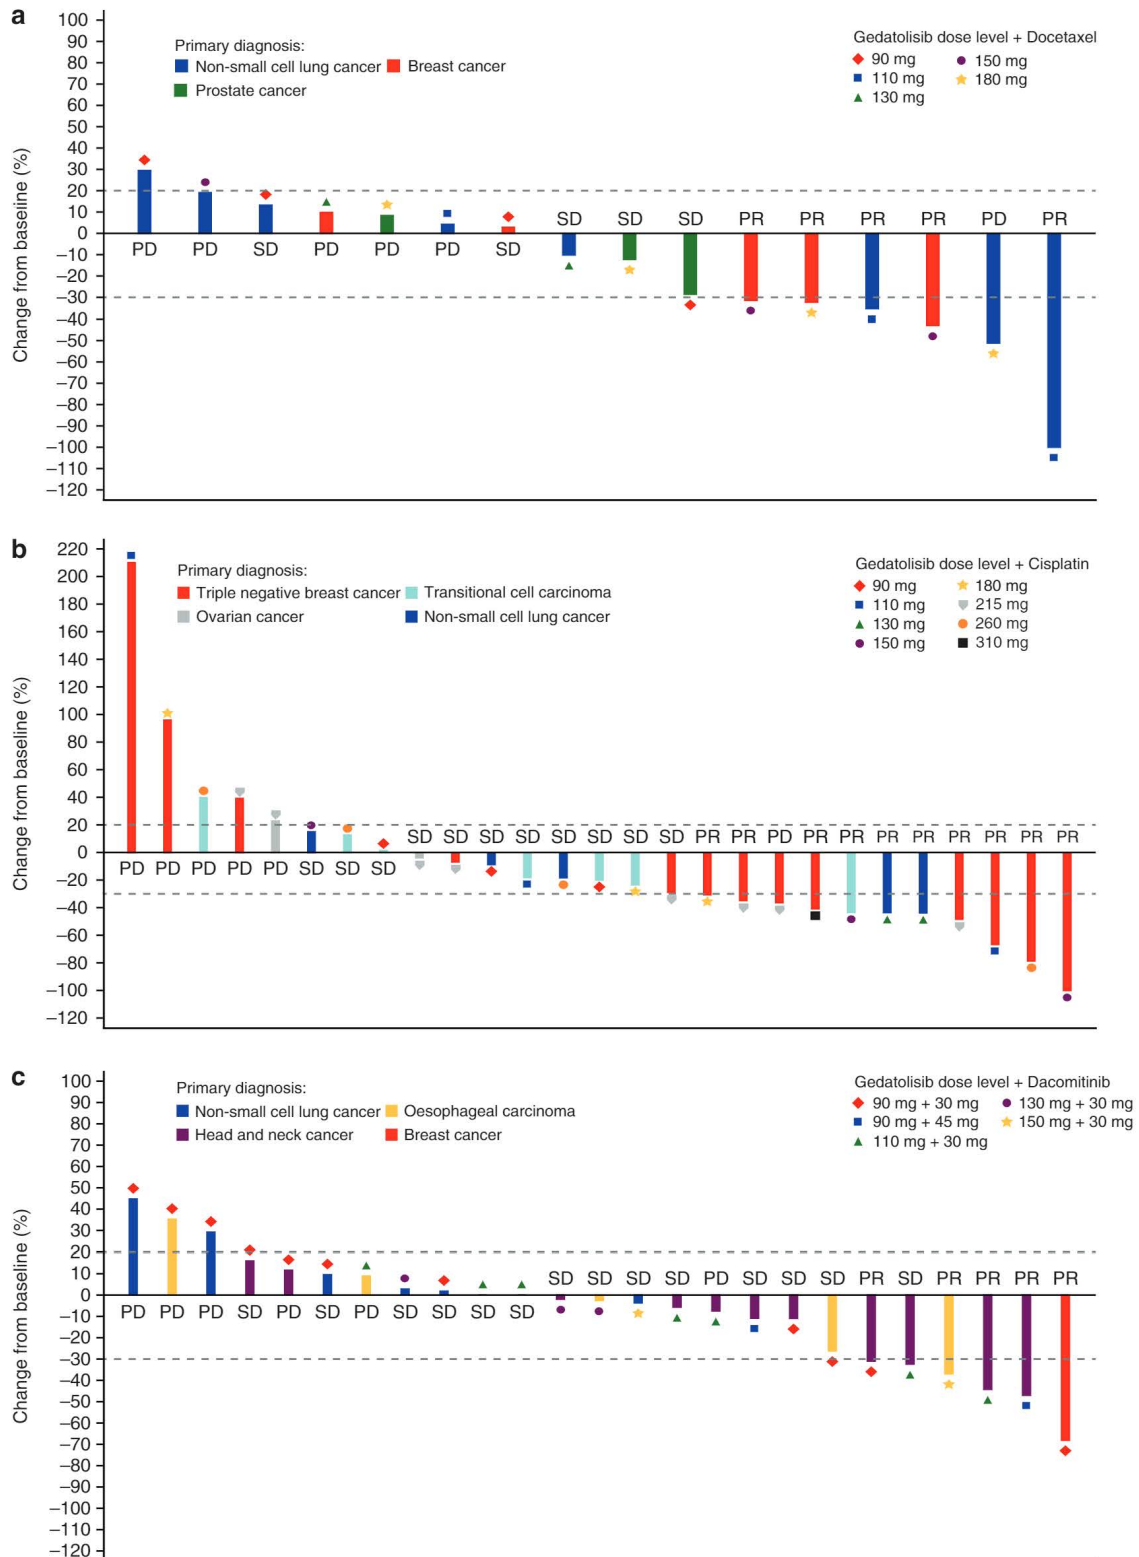 a
Primary diagnosis:
Non-small cell lung cancer Breast cancer
Prostate cancer
Gedatolisib dose level + Docetaxel
90 mg 150 mg
110 mg 180 mg
130 mg
Change from baseline (%)
100
90
80
70
60
50
40
30
20
10
0
−10
−20
−30
−40
−50
−60
−70
−80
−90
−100
−110
−120
SD SD SD PR PR PR PR PD PR
PD PD SD PD PD PD SD
b
Primary diagnosis:
Triple negative breast cancer Transitional cell carcinoma
Ovarian cancer Non-small cell lung cancer
Gedatolisib dose level + Cisplatin
90 mg 180 mg
110 mg 215 mg
130 mg 260 mg
150 mg 310 mg
Change from baseline (%)
220
200
180
160
140
120
100
80
60
40
20
0
−20
−40
−60
−80
−100
−120
SD SD SD SD SD SD SD SD PR PR PD PR PR PR PR PR PR PR PR
PD PD PD PD PD SD SD SD
c
Primary diagnosis:
Non-small cell lung cancer Oesophageal carcinoma
Head and neck cancer Breast cancer
Gedatolisib dose level + Dacomitinib
90 mg + 30 mg 130 mg + 30 mg
90 mg + 45 mg 150 mg + 30 mg
110 mg + 30 mg
Change from baseline (%)
100
90
80
70
60
50
40
30
20
10
0
−10
−20
−30
−40
−50
−60
−70
−80
−90
−100
−110
−120
SD SD SD SD PD SD SD SD PR SD PR PR PR PR
PD PD PD SD PD SD PD SD SD SD SD